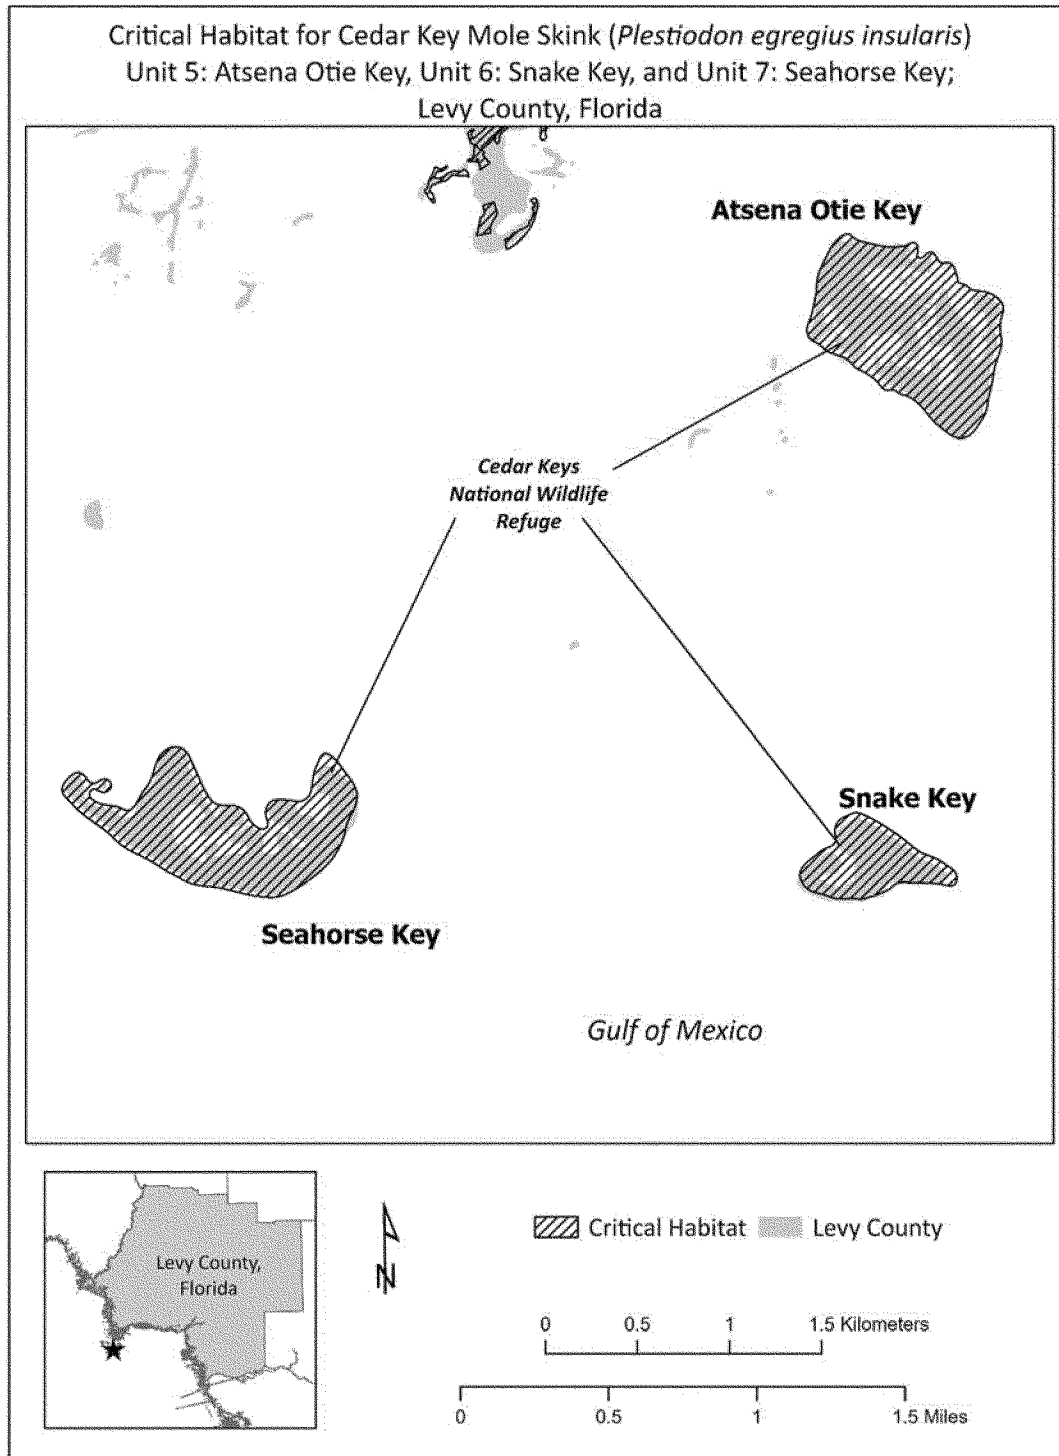 Critical Habitat for Cedar Key Mole Skink (Plestiodon egregius insularis)
Unit 5: Atsena Otie Key, Unit 6: Snake Key, and Unit 7: Seahorse Key;
Levy County, Florida
Atsena Otie Key
Cedar Keys
National Wildlife
Refuge
Snake Key
Seahorse Key
Gulf of Mexico
Levy County,
Florida
N
Critical Habitat
Levy County
0 0.5 1 1.5 Kilometers
0 0.5 1 1.5 Miles